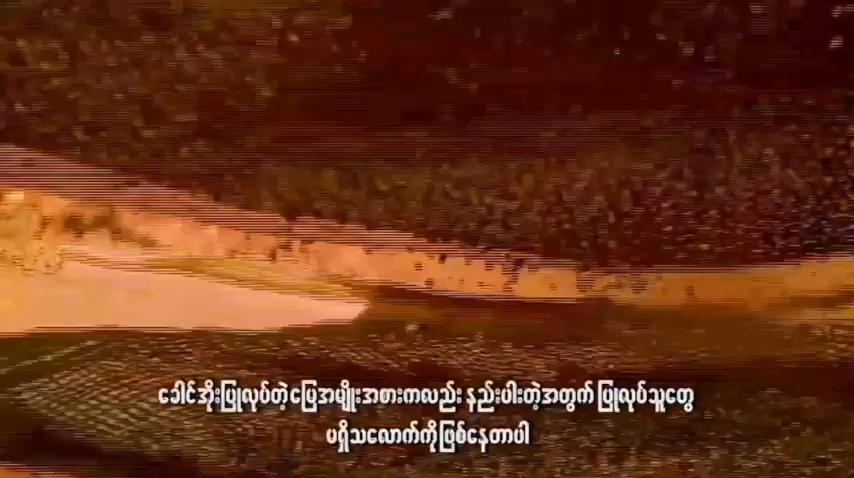 ခေါင်အိုးပြုလုပ်တဲ့ မြေအမျိုးအစားကလည်း နည်းပါးတဲ့အတွက် ပြုလုပ်သူတွေ
မရှိသလောက်ကိုဖြစ်နေတာပါ